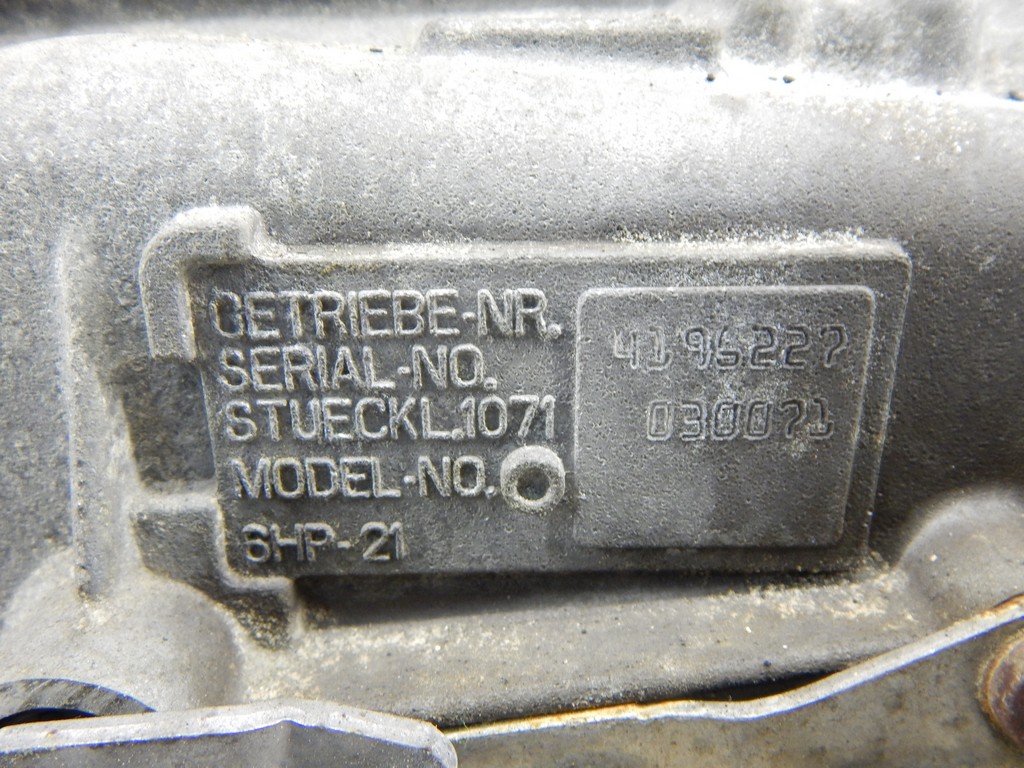 GETRIEBE-NR.
SERIAL-NO. 4196227
STUECKL.1071 030071
MODEL-NO.
6HP-21